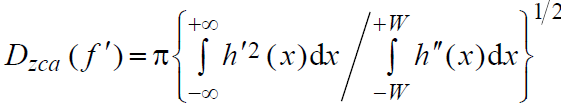 D_{zca}(f′) = π{ ∫_{−∞}^{+∞} h′²(x)dx / ∫_{−W}^{+W} h″(x)dx }^{1/2}